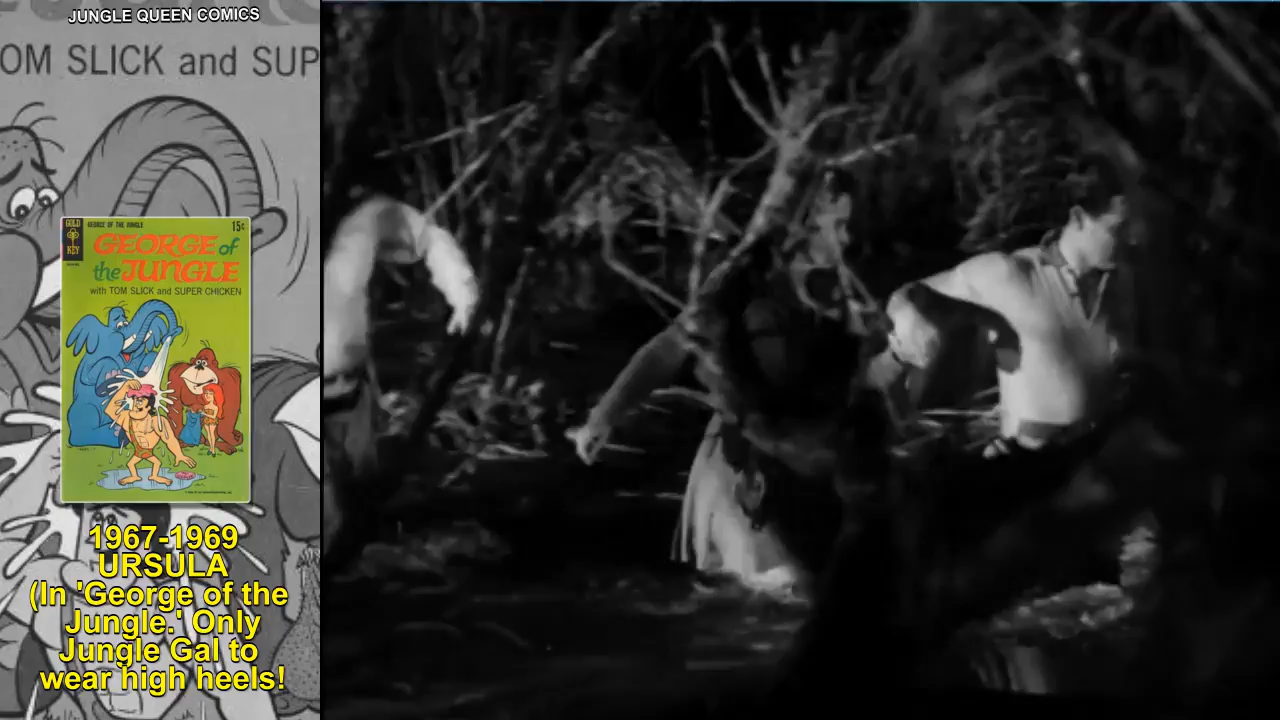 JUNGLE QUEEN COMICS
OM SLICK and SUP
GOLD
KEY
GEORGE OF THE JUNGLE
15¢
GEORGE of
the JUNGLE
with TOM SLICK and SUPER CHICKEN
1967-1969
URSULA
(In 'George of the
Jungle.' Only
Jungle Gal to
wear high heels!